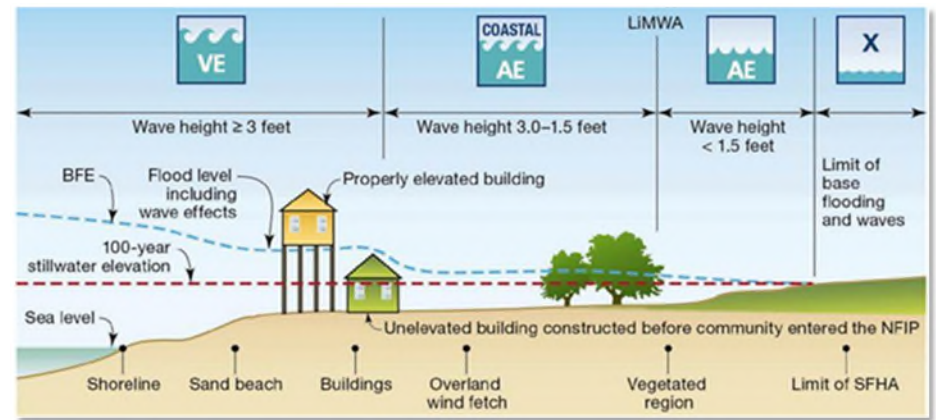 VE
COASTAL
AE
LiMWA
AE
X
Wave height ≥ 3 feet
Wave height 3.0–1.5 feet
Wave height
< 1.5 feet
Limit of
base
flooding
and waves
BFE
Flood level
including
wave effects
Properly elevated building
100-year
stillwater elevation
Sea level
Unelevated building constructed before community entered the NFIP
Shoreline
Sand beach
Buildings
Overland
wind fetch
Vegetated
region
Limit of SFHA